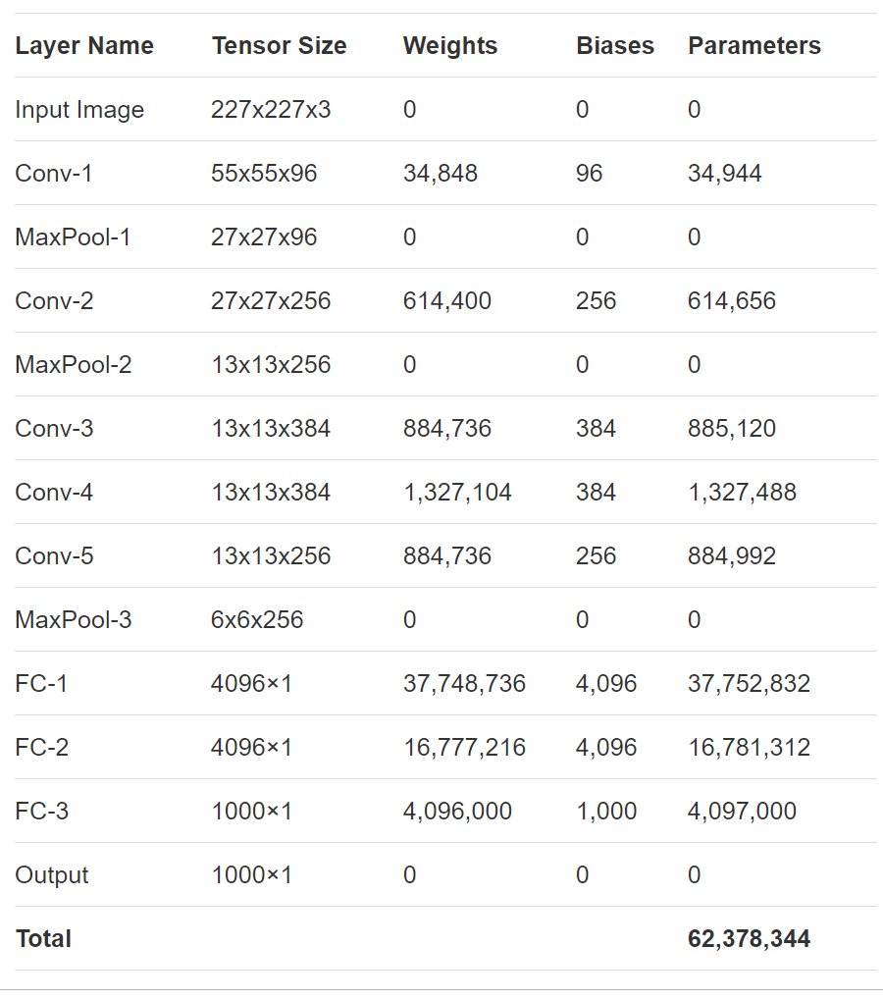 Layer Name Tensor Size Weights Biases Parameters
Input Image 227x227x3 0 0 0
Conv-1 55x55x96 34,848 96 34,944
MaxPool-1 27x27x96 0 0 0
Conv-2 27x27x256 614,400 256 614,656
MaxPool-2 13x13x256 0 0 0
Conv-3 13x13x384 884,736 384 885,120
Conv-4 13x13x384 1,327,104 384 1,327,488
Conv-5 13x13x256 884,736 256 884,992
MaxPool-3 6x6x256 0 0 0
FC-1 4096×1 37,748,736 4,096 37,752,832
FC-2 4096×1 16,777,216 4,096 16,781,312
FC-3 1000×1 4,096,000 1,000 4,097,000
Output 1000×1 0 0 0
Total 62,378,344